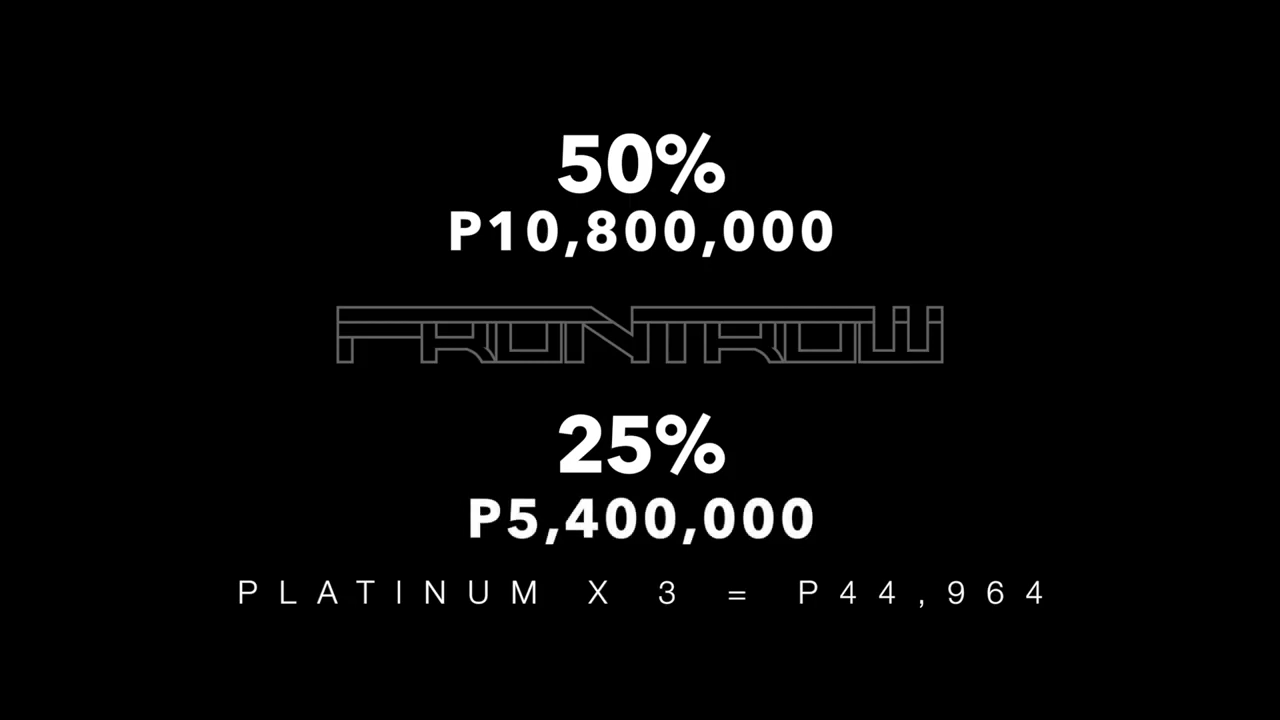 50%
P10,800,000
FRONTROW
25%
P5,400,000
PLATINUM X 3 = P44,964